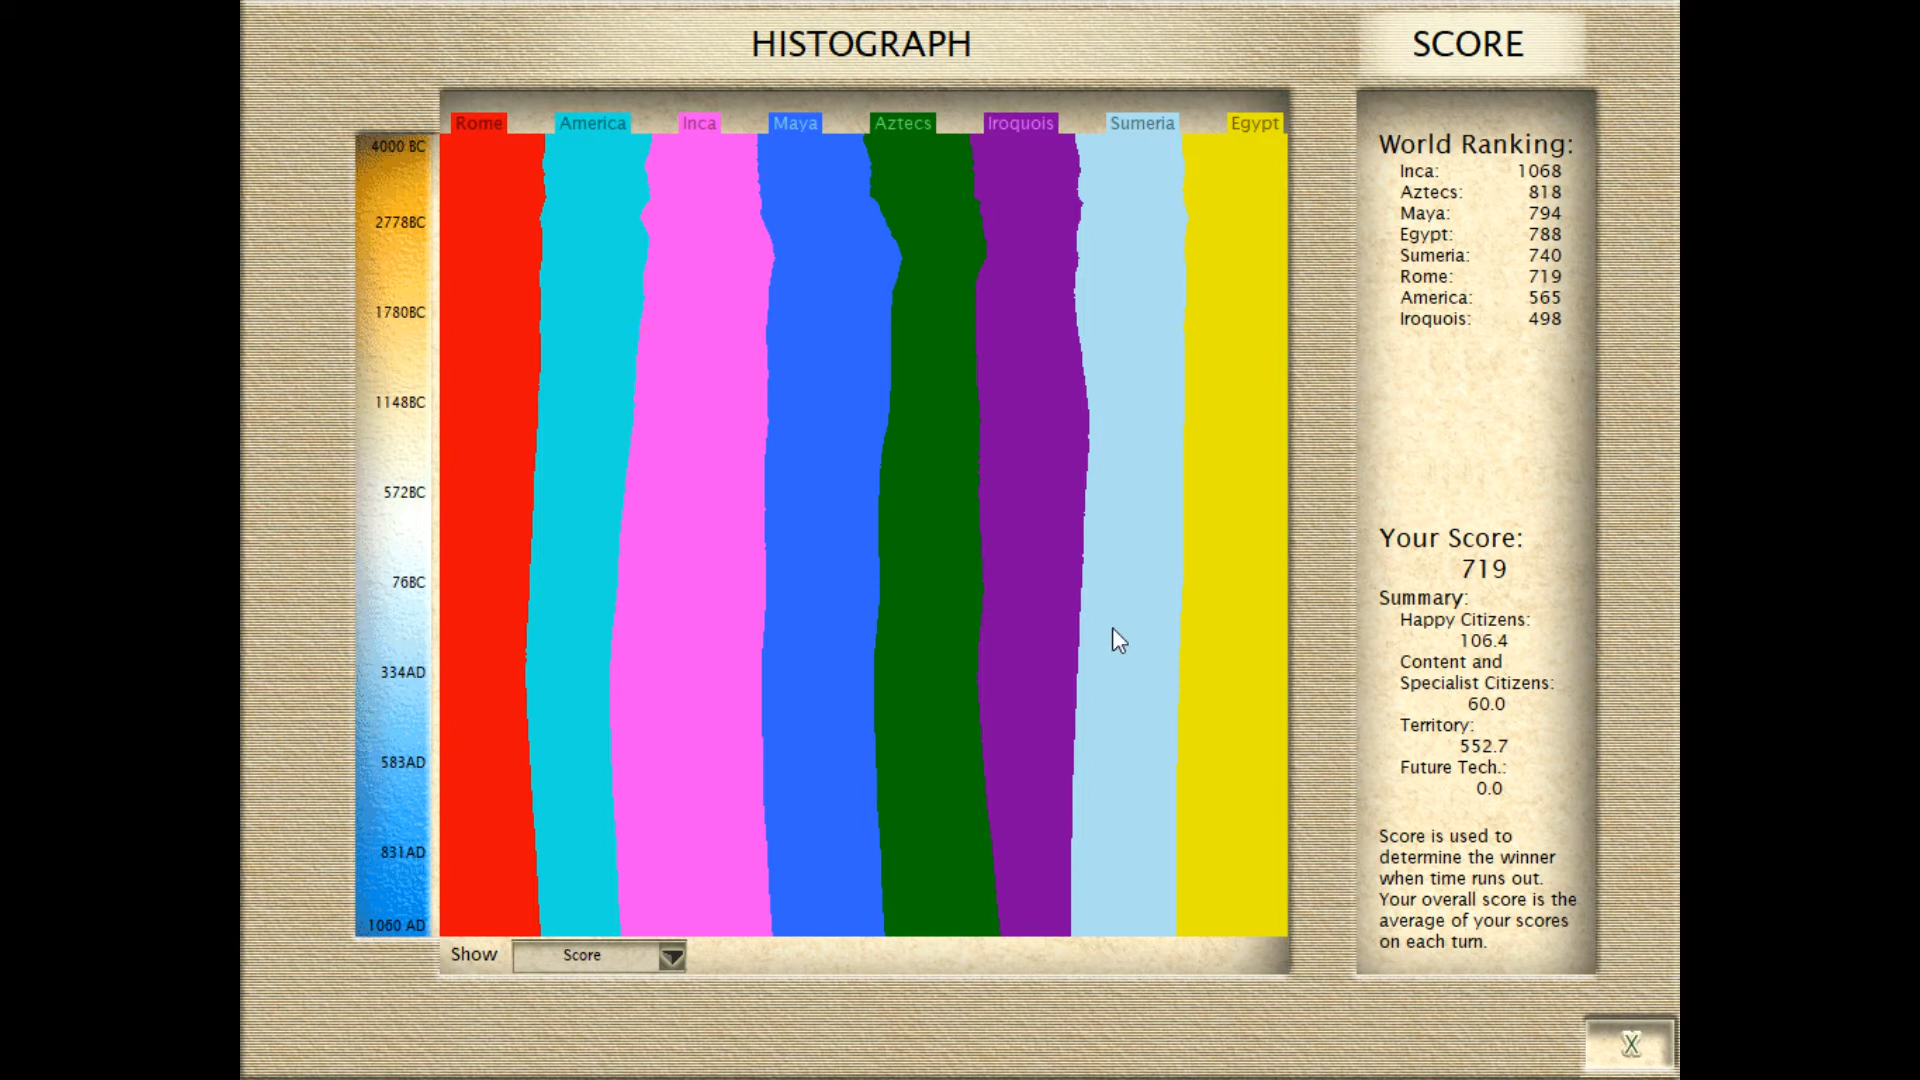 HISTOGRAPH
SCORE
Rome America Inca Maya Aztecs Iroquois Sumeria Egypt
4000 BC
2778BC
1780BC
1148BC
572BC
76BC
334AD
583AD
831AD
1060 AD
Show Score
World Ranking:
Inca: 1068
Aztecs: 818
Maya: 794
Egypt: 788
Sumeria: 740
Rome: 719
America: 565
Iroquois: 498
Your Score:
719
Summary:
Happy Citizens:
106.4
Content and
Specialist Citizens:
60.0
Territory:
552.7
Future Tech.:
0.0
Score is used to
determine the winner
when time runs out.
Your overall score is the
average of your scores
on each turn.
X